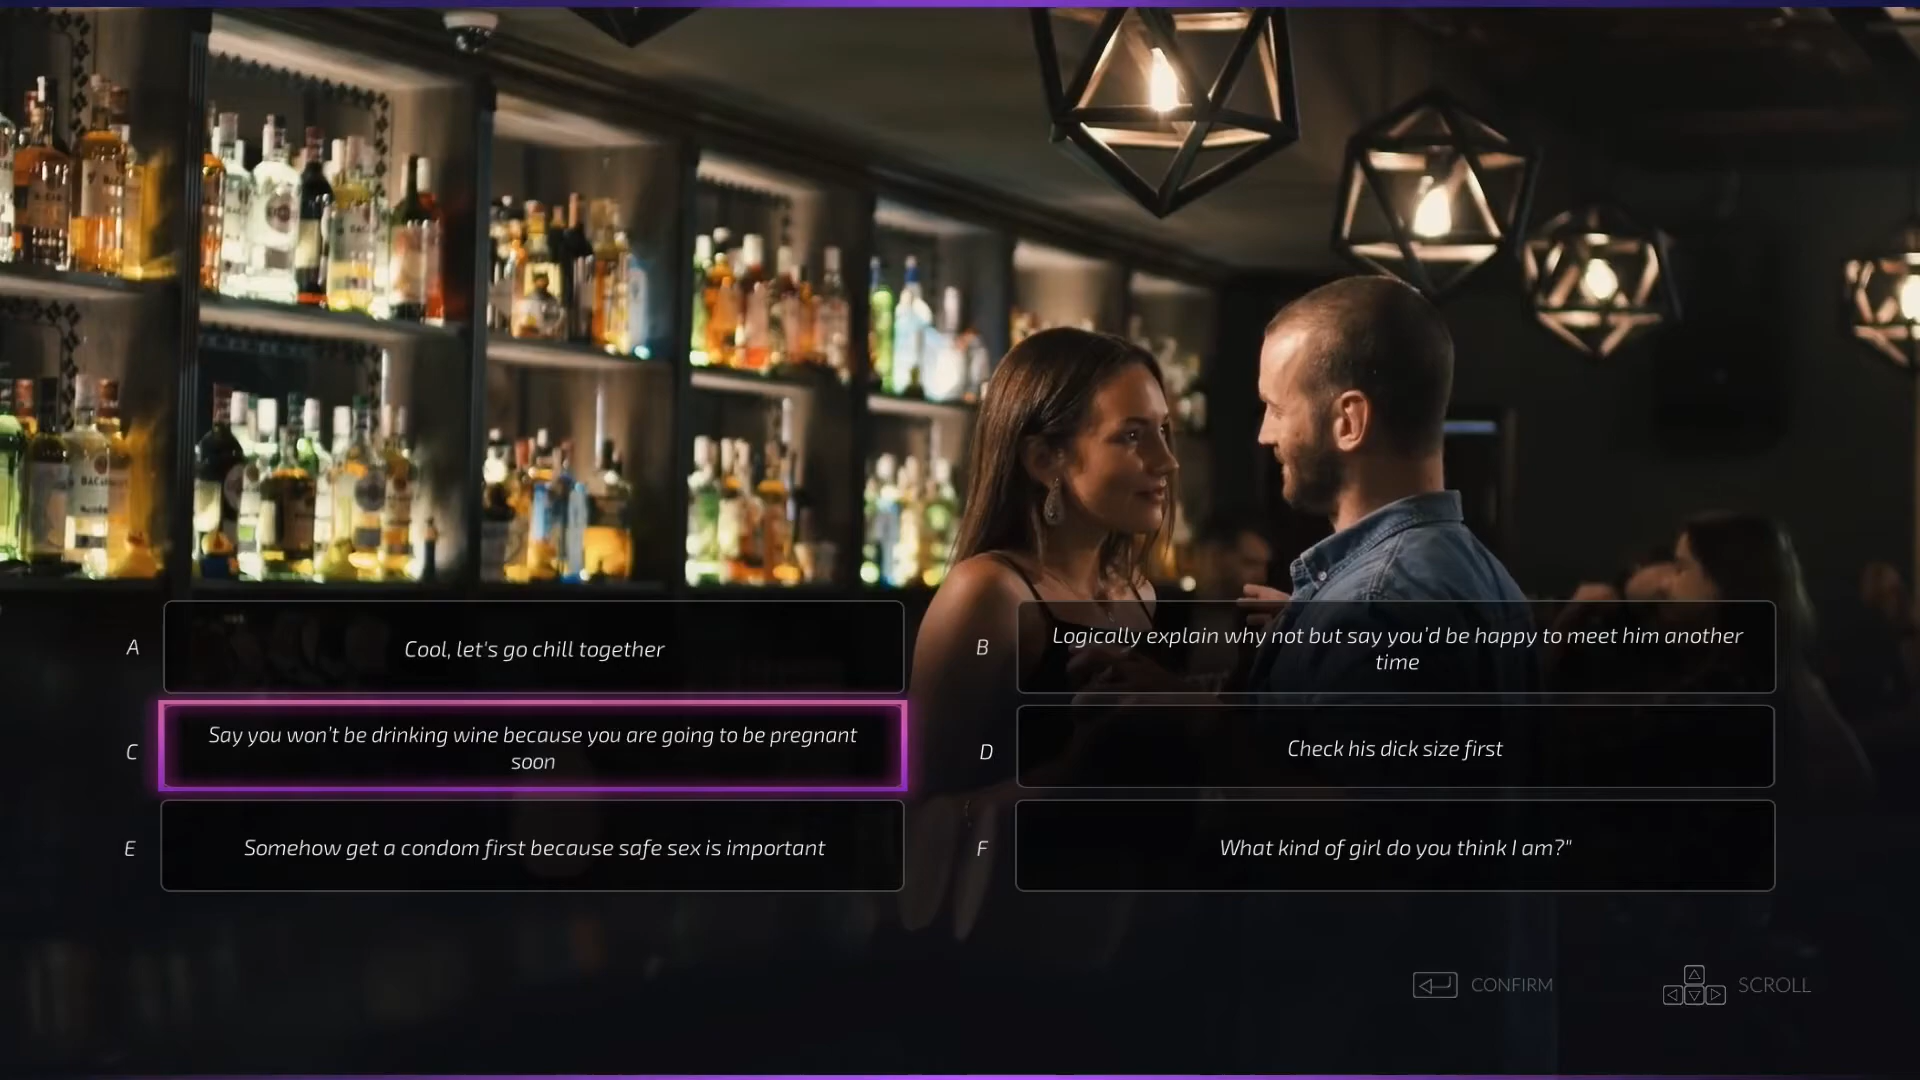 A
Cool, let's go chill together
B
Logically explain why not but say you'd be happy to meet him another
time
C
Say you won't be drinking wine because you are going to be pregnant
soon
D
Check his dick size first
E
Somehow get a condom first because safe sex is important
F
What kind of girl do you think I am?"
CONFIRM
SCROLL